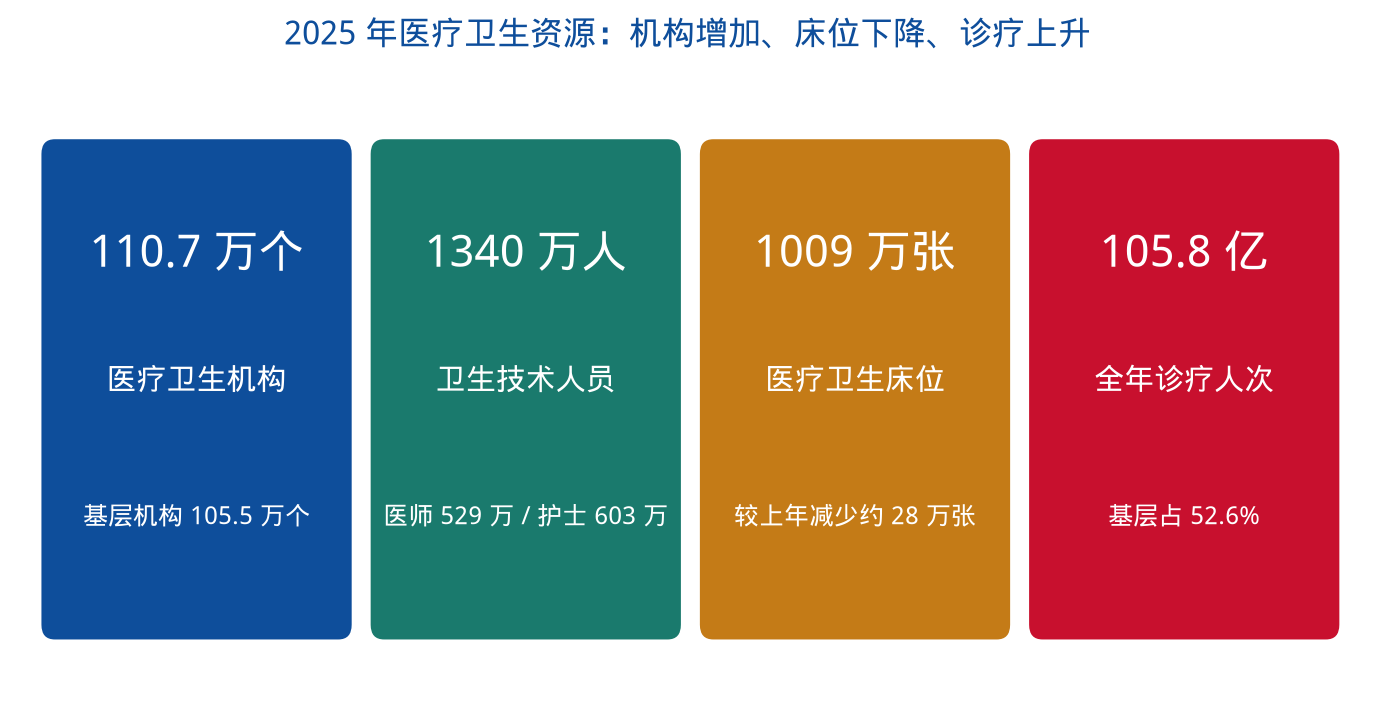 2025 年医疗卫生资源：机构增加、床位下降、诊疗上升
110.7 万个
医疗卫生机构
基层机构 105.5 万个
1340 万人
卫生技术人员
医师 529 万 / 护士 603 万
1009 万张
医疗卫生床位
较上年减少约 28 万张
105.8 亿
全年诊疗人次
基层占 52.6%